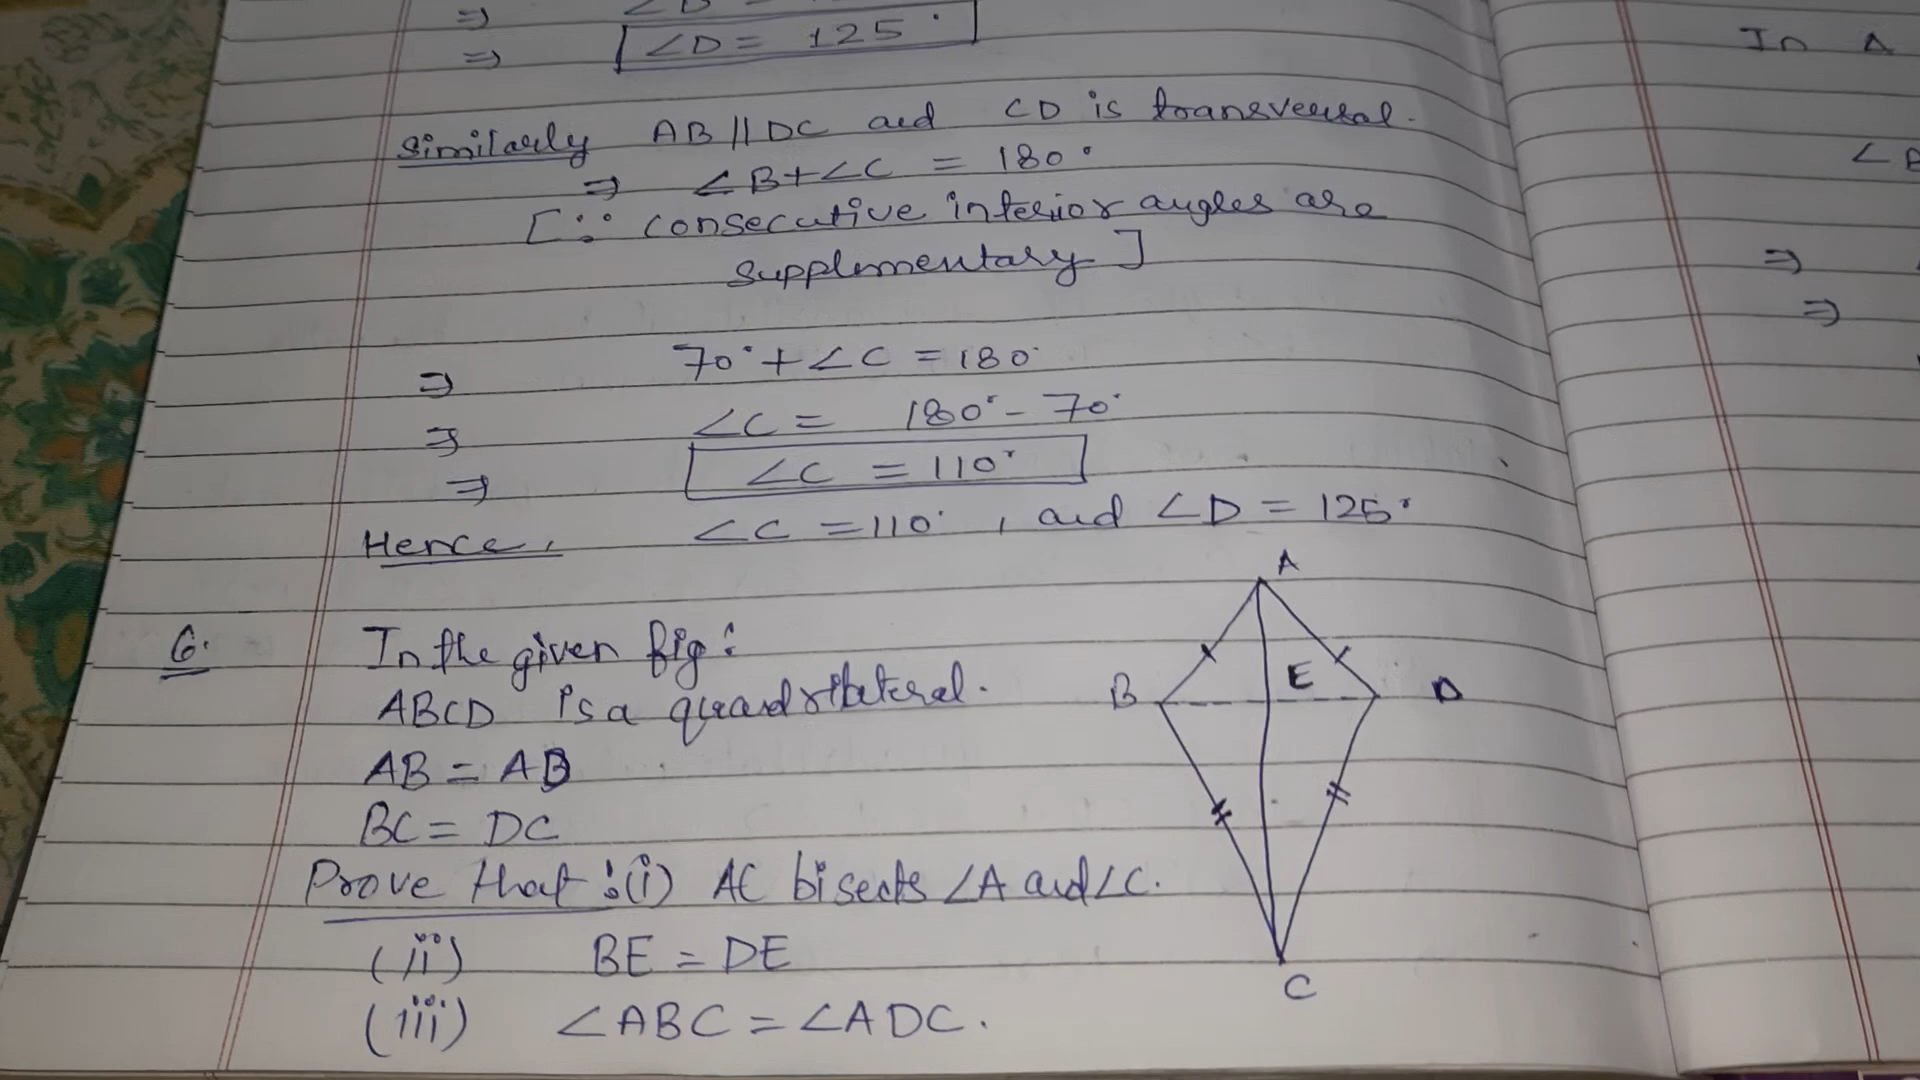 ⇒ ∠D = 125°
Similarly AB || DC and CD is transversal.
⇒ ∠B+∠C = 180°
[∵ consecutive interior angles are
supplementary]
⇒ 70° + ∠C = 180°
⇒ ∠C = 180° - 70°
⇒ ∠C = 110°
Hence, ∠C = 110°, and ∠D = 125°
6. In the given fig:
ABCD is a quadrilateral.
AB = AD
BC = DC
Prove that :(i) AC bisects ∠A and ∠C.
(ii) BE = DE
(iii) ∠ABC = ∠ADC.
A
B E D
C
In
⇒
⇒